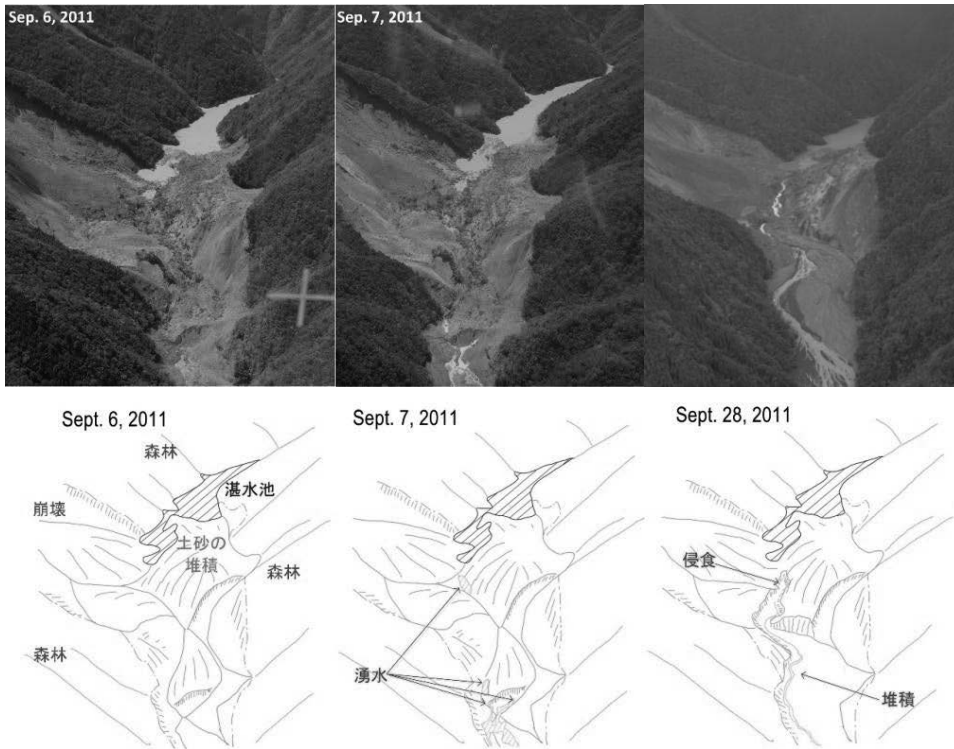 Sep. 6, 2011
Sep. 7, 2011
Sept. 6, 2011
森林
湛水池
崩壊
土砂の
堆積
森林
森林
Sept. 7, 2011
湧水
Sept. 28, 2011
侵食
堆積